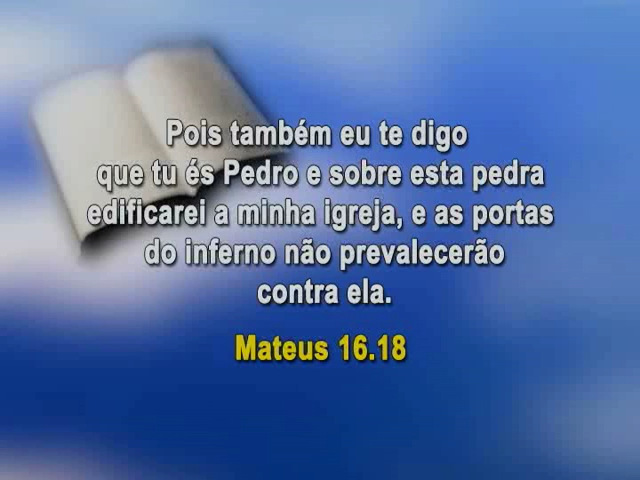 Pois também eu te digo
que tu és Pedro e sobre esta pedra
edificarei a minha igreja, e as portas
do inferno não prevalecerão
contra ela.
Mateus 16.18